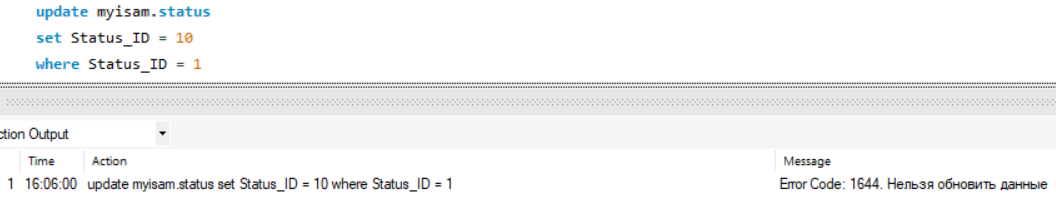 update myisam.status
set Status_ID = 10
where Status_ID = 1
ction Output
Time Action Message
1 16:06:00 update myisam.status set Status_ID = 10 where Status_ID = 1 Error Code: 1644. Нельзя обновить данные